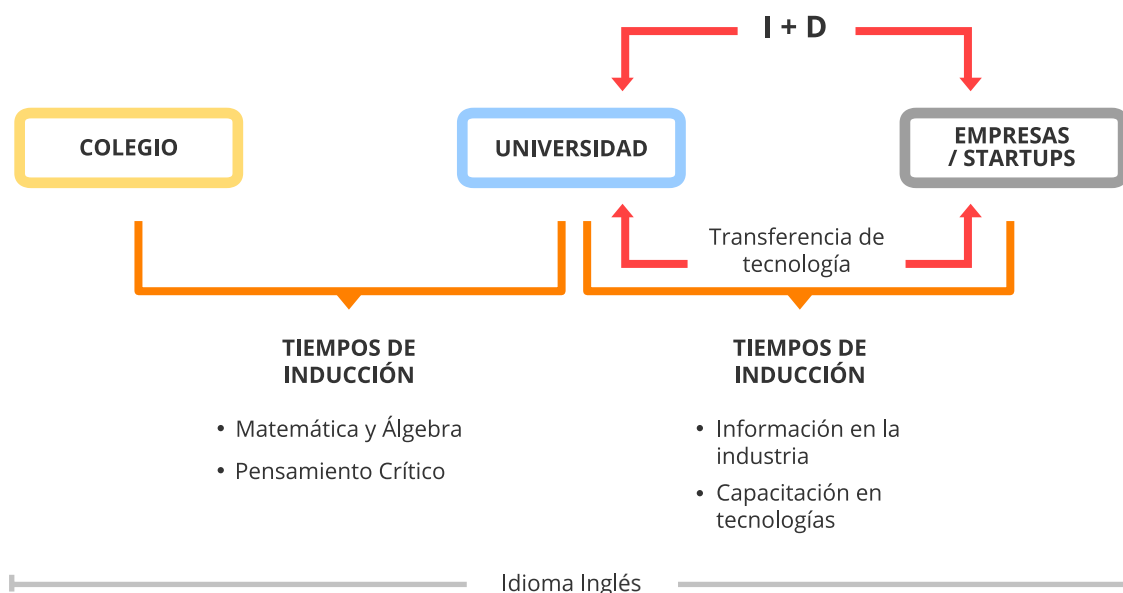 I + D
COLEGIO
UNIVERSIDAD
EMPRESAS
/ STARTUPS
Transferencia de
tecnología
TIEMPOS DE
INDUCCIÓN
• Matemática y Álgebra
• Pensamiento Crítico
TIEMPOS DE
INDUCCIÓN
• Información en la
industria
• Capacitación en
tecnologías
Idioma Inglés